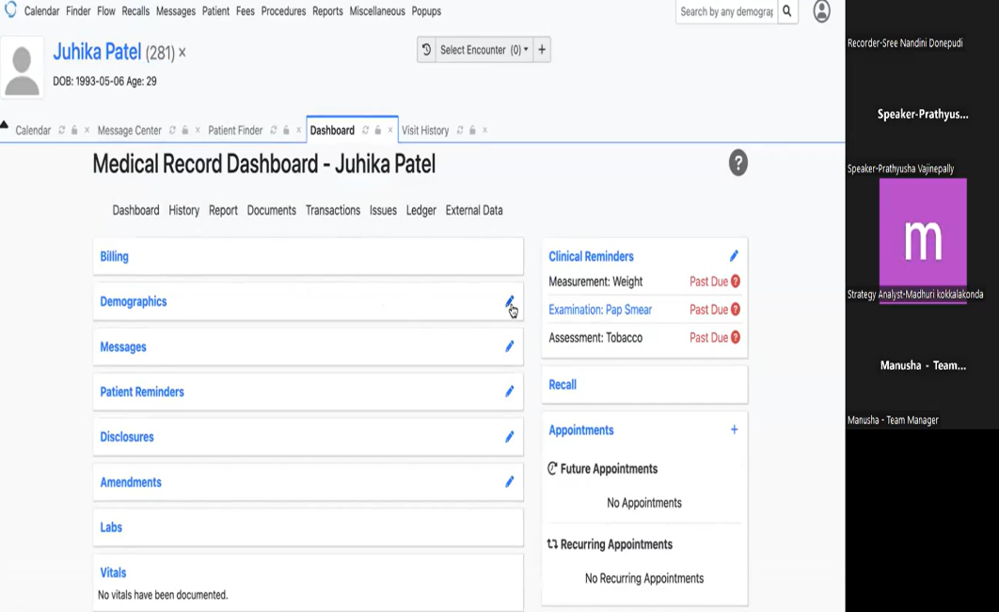 Calendar Finder Flow Recalls Messages Patient Fees Procedures Reports Miscellaneous Popups
Search by any demograp
Juhika Patel (281) ×
DOB: 1993-05-06 Age: 29
Select Encounter (0) +
Calendar × Message Center × Patient Finder × Dashboard × Visit History ×
Medical Record Dashboard - Juhika Patel
?
Dashboard History Report Documents Transactions Issues Ledger External Data
Billing
Demographics
Messages
Patient Reminders
Disclosures
Amendments
Labs
Vitals
No vitals have been documented.
Clinical Reminders
Measurement: Weight Past Due ?
Examination: Pap Smear Past Due ?
Assessment: Tobacco Past Due ?
Recall
Appointments +
Future Appointments
No Appointments
Recurring Appointments
No Recurring Appointments
Recorder-Sree Nandini Donepudi
Speaker-Prathyus...
Speaker-Prathyusha Vajinepally
m
Strategy Analyst-Madhuri kokkalakonda
Manusha - Team...
Manusha - Team Manager